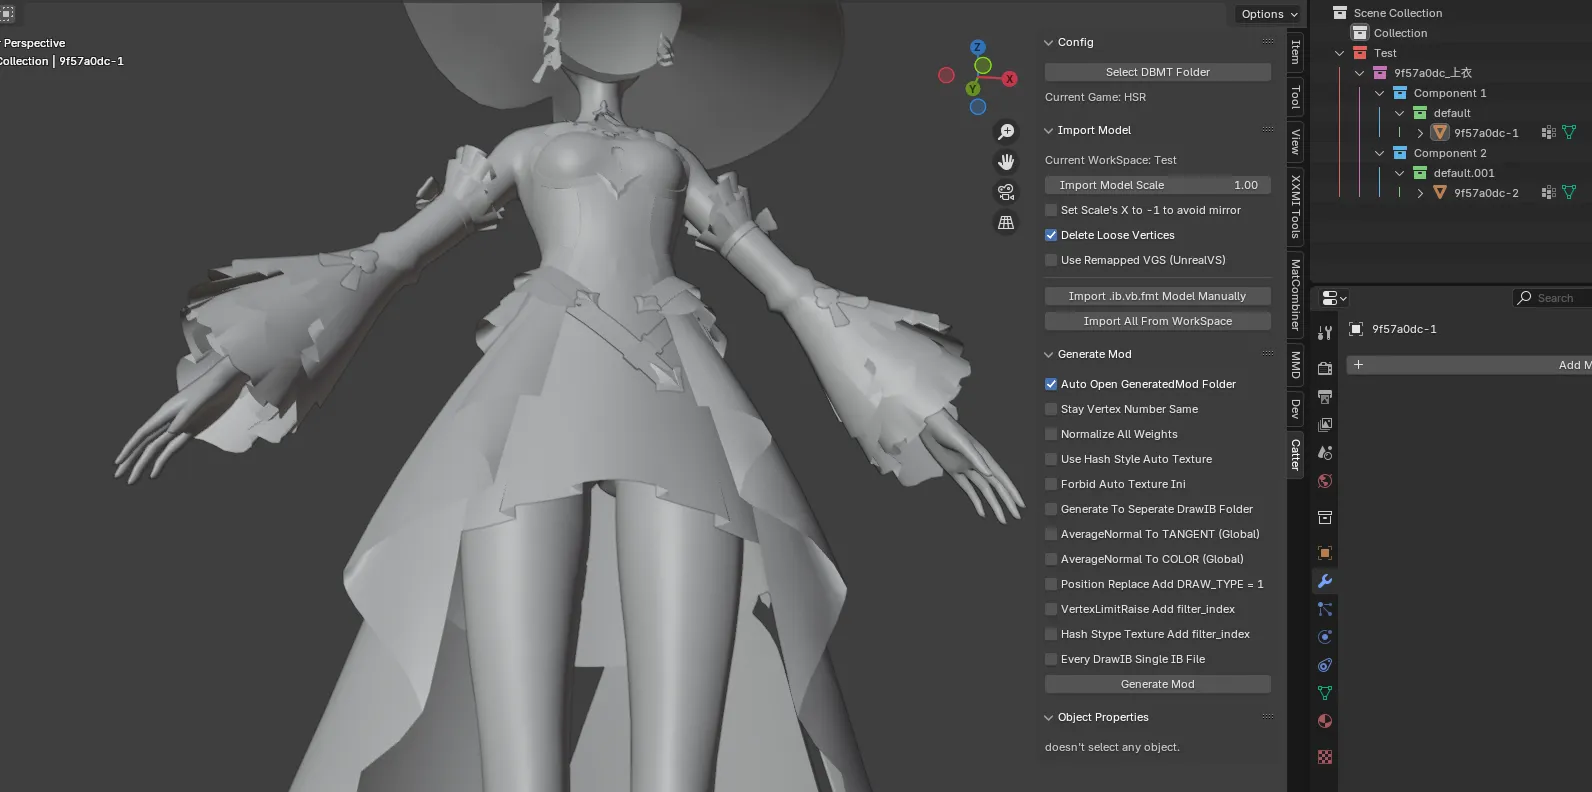 Perspective
Collection | 9f57a0dc-1
Options
Z
X
Y
Config
Select DBMT Folder
Current Game: HSR
Import Model
Current WorkSpace: Test
Import Model Scale 1.00
Set Scale's X to -1 to avoid mirror
Delete Loose Vertices
Use Remapped VGS (UnrealVS)
Import .ib.vb.fmt Model Manually
Import All From WorkSpace
Generate Mod
Auto Open GeneratedMod Folder
Stay Vertex Number Same
Normalize All Weights
Use Hash Style Auto Texture
Forbid Auto Texture Ini
Generate To Seperate DrawIB Folder
AverageNormal To TANGENT (Global)
AverageNormal To COLOR (Global)
Position Replace Add DRAW_TYPE = 1
VertexLimitRaise Add filter_index
Hash Stype Texture Add filter_index
Every DrawIB Single IB File
Generate Mod
Object Properties
doesn't select any object.
Item
Tool
View
XXMI Tools
MatCombiner
MMD
Dev
Catter
Scene Collection
Collection
Test
9f57a0dc_上衣
Component 1
default
9f57a0dc-1
Component 2
default.001
9f57a0dc-2
Search
9f57a0dc-1
Add M